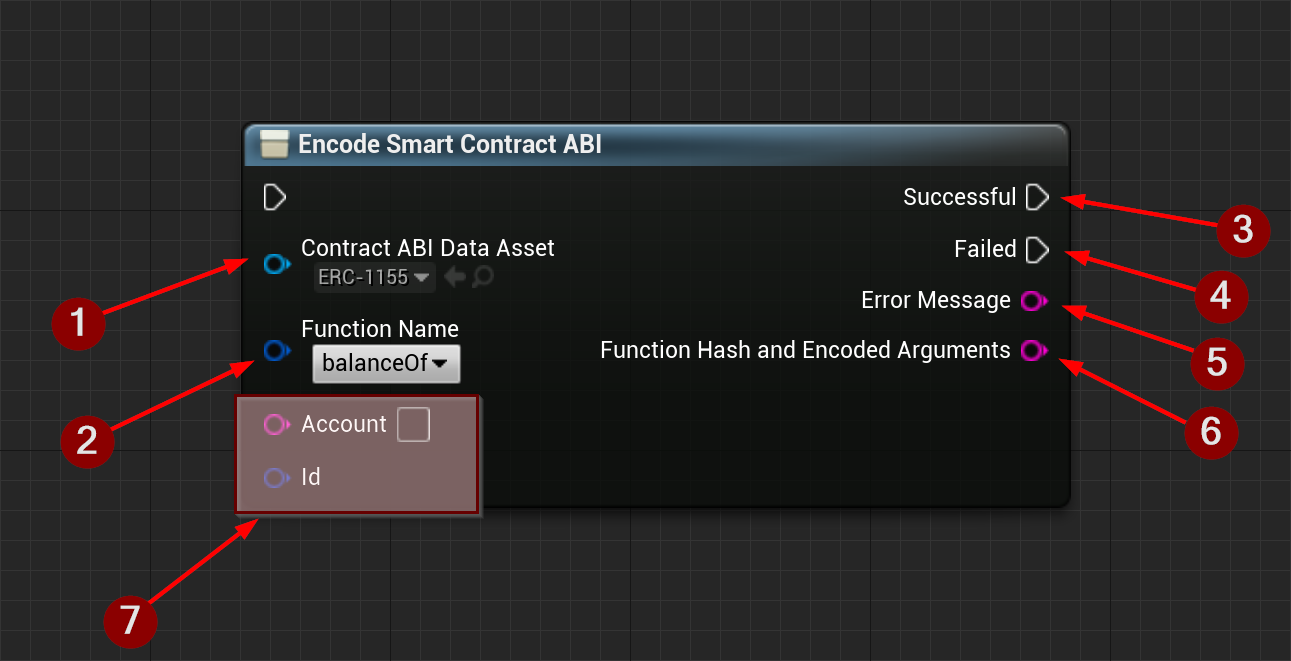 Encode Smart Contract ABI
Successful
3
Contract ABI Data Asset
Failed
ERC-1155
4
1
Error Message
Function Name
5
balanceOf
Function Hash and Encoded Arguments
2
6
Account
Id
7